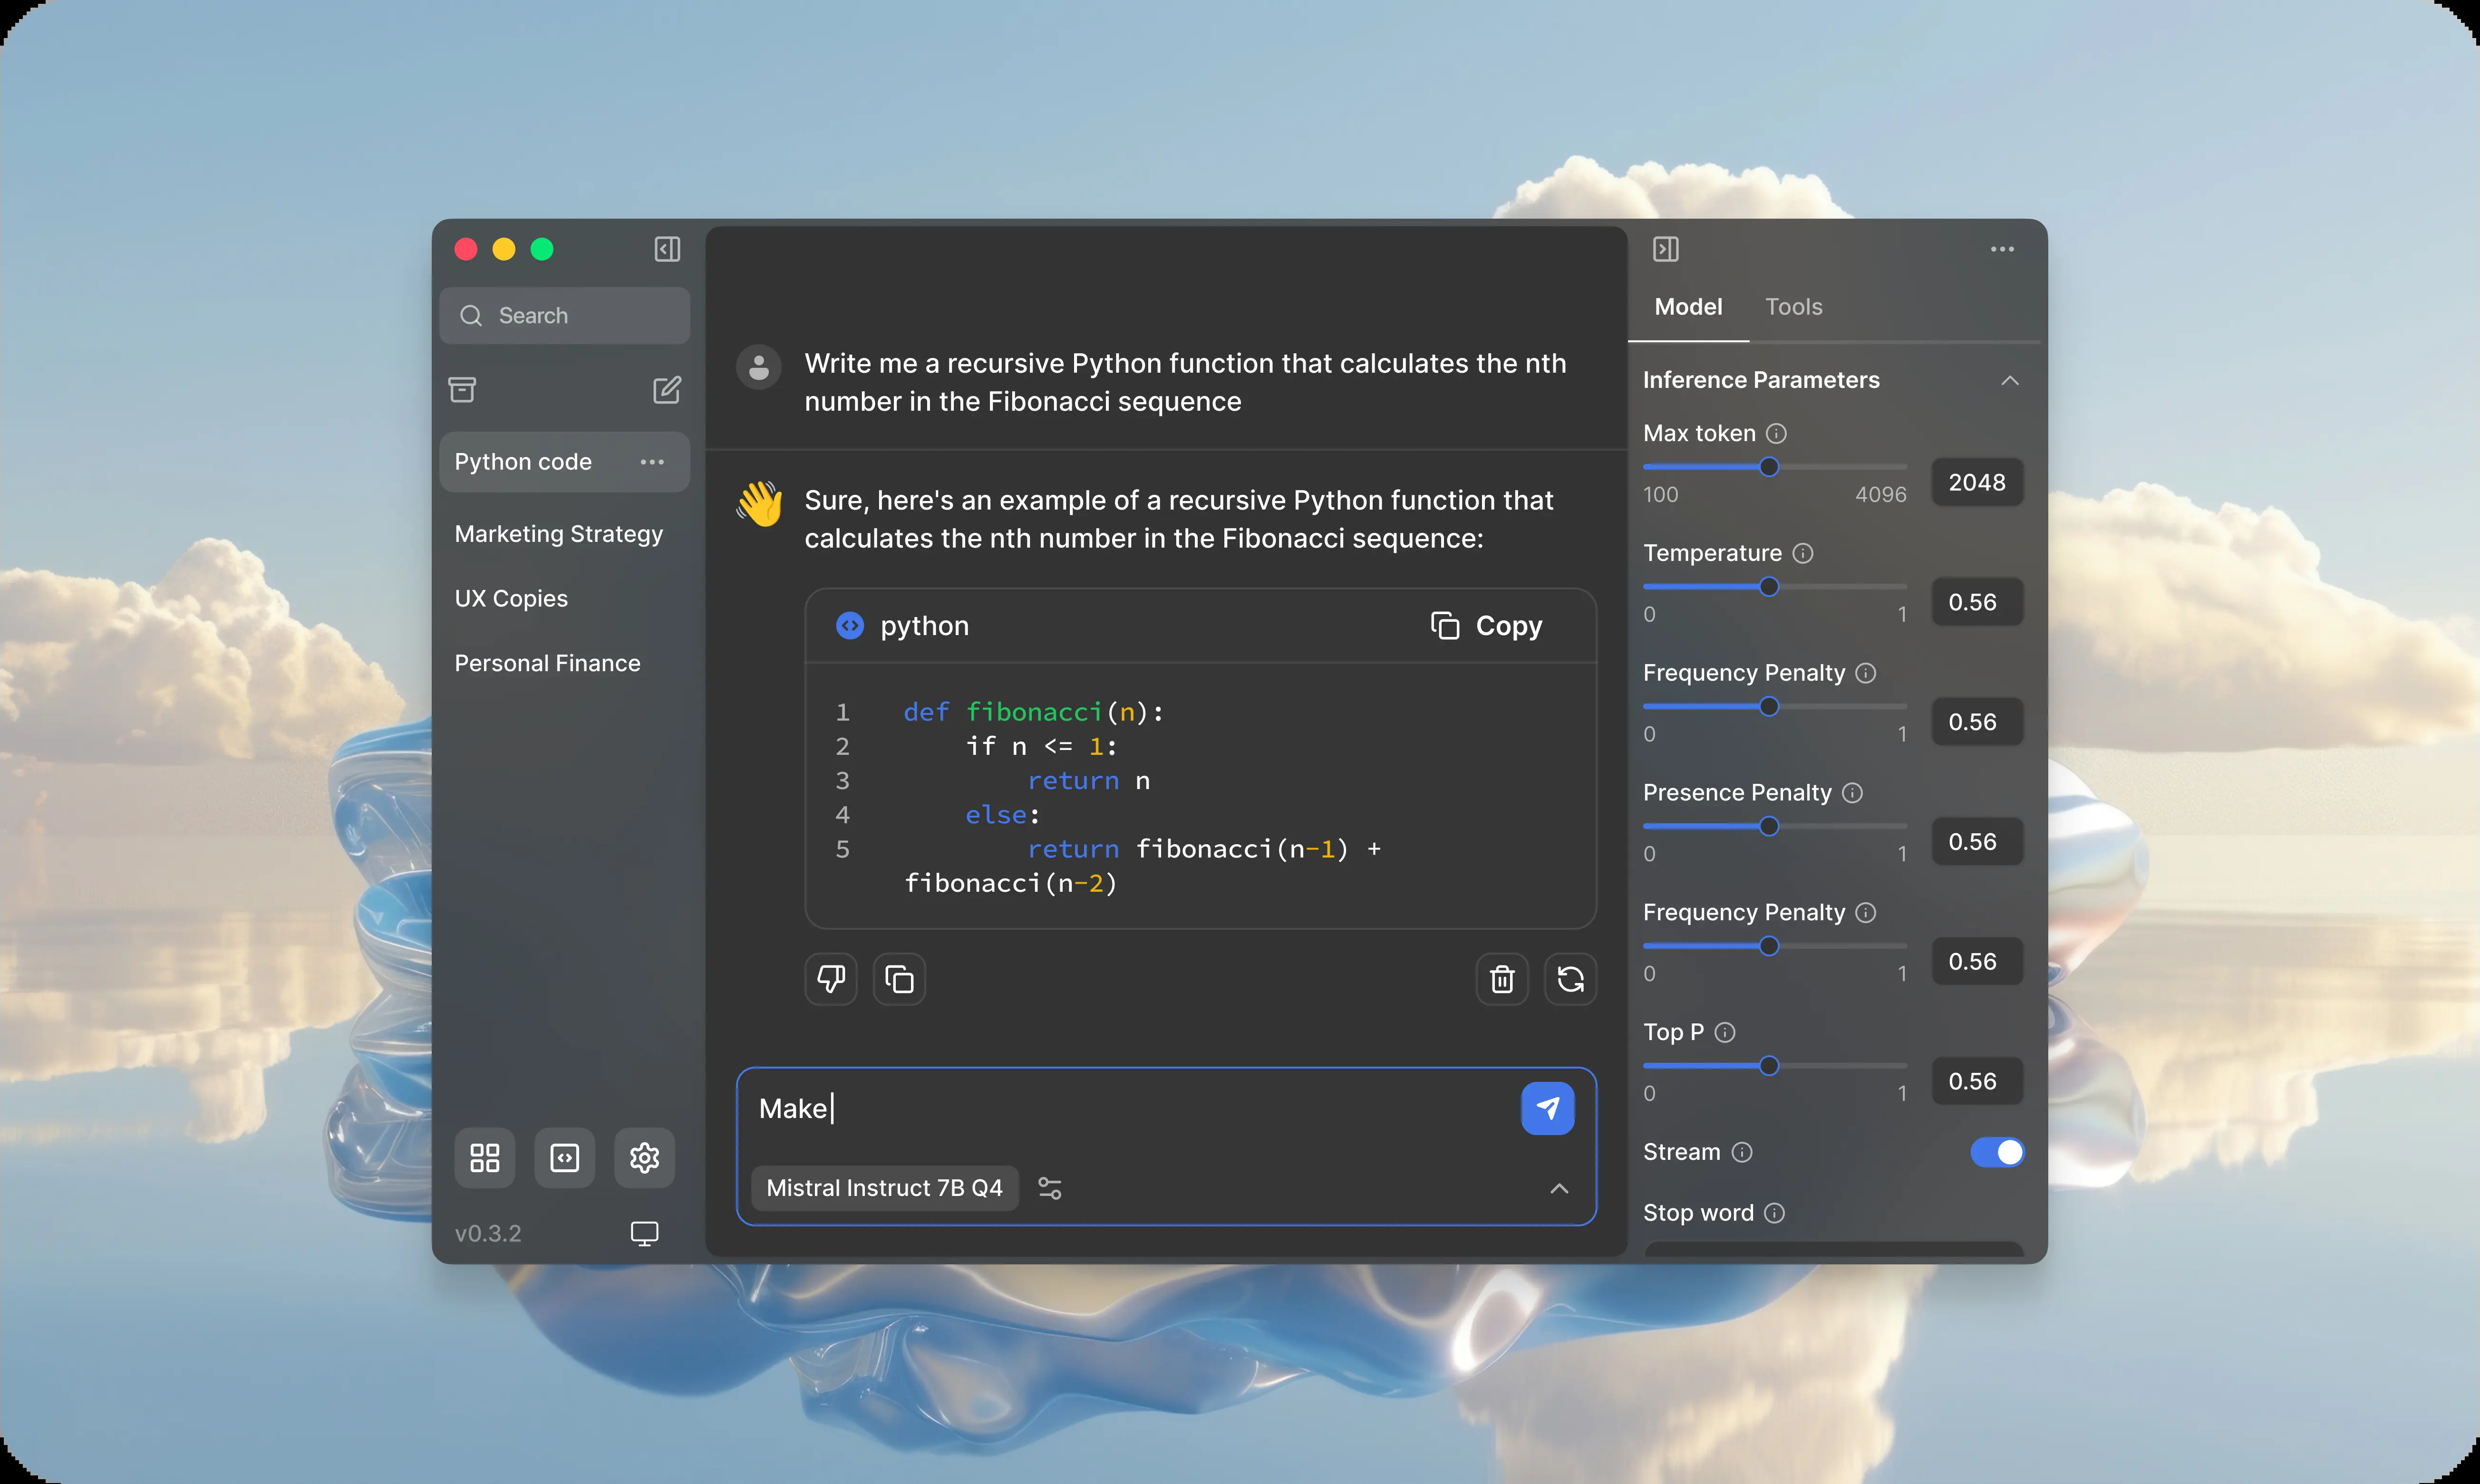 Search
Python code
Marketing Strategy
UX Copies
Personal Finance
v0.3.2
Write me a recursive Python function that calculates the nth
number in the Fibonacci sequence
Sure, here's an example of a recursive Python function that
calculates the nth number in the Fibonacci sequence:
python
Copy
1 def fibonacci(n):
2 if n <= 1:
3 return n
4 else:
5 return fibonacci(n-1) +
fibonacci(n-2)
Make
Mistral Instruct 7B Q4
Model Tools
Inference Parameters
Max token
2048
100 4096
Temperature
0.56
0 1
Frequency Penalty
0.56
0 1
Presence Penalty
0.56
0 1
Frequency Penalty
0.56
0 1
Top P
0.56
0 1
Stream
Stop word